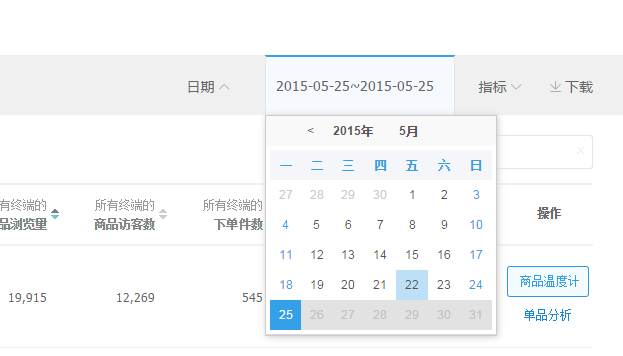 日期 2015-05-25~2015-05-25 指标 下载
< 2015年 5月
一 二 三 四 五 六 日
27 28 29 30 1 2 3
4 5 6 7 8 9 10
11 12 13 14 15 16 17
18 19 20 21 22 23 24
25 26 27 28 29 30 31
有终端的 所有终端的 所有终端的
品浏览量 商品访客数 下单件数 操作
19,915 12,269 545 商品温度计
单品分析